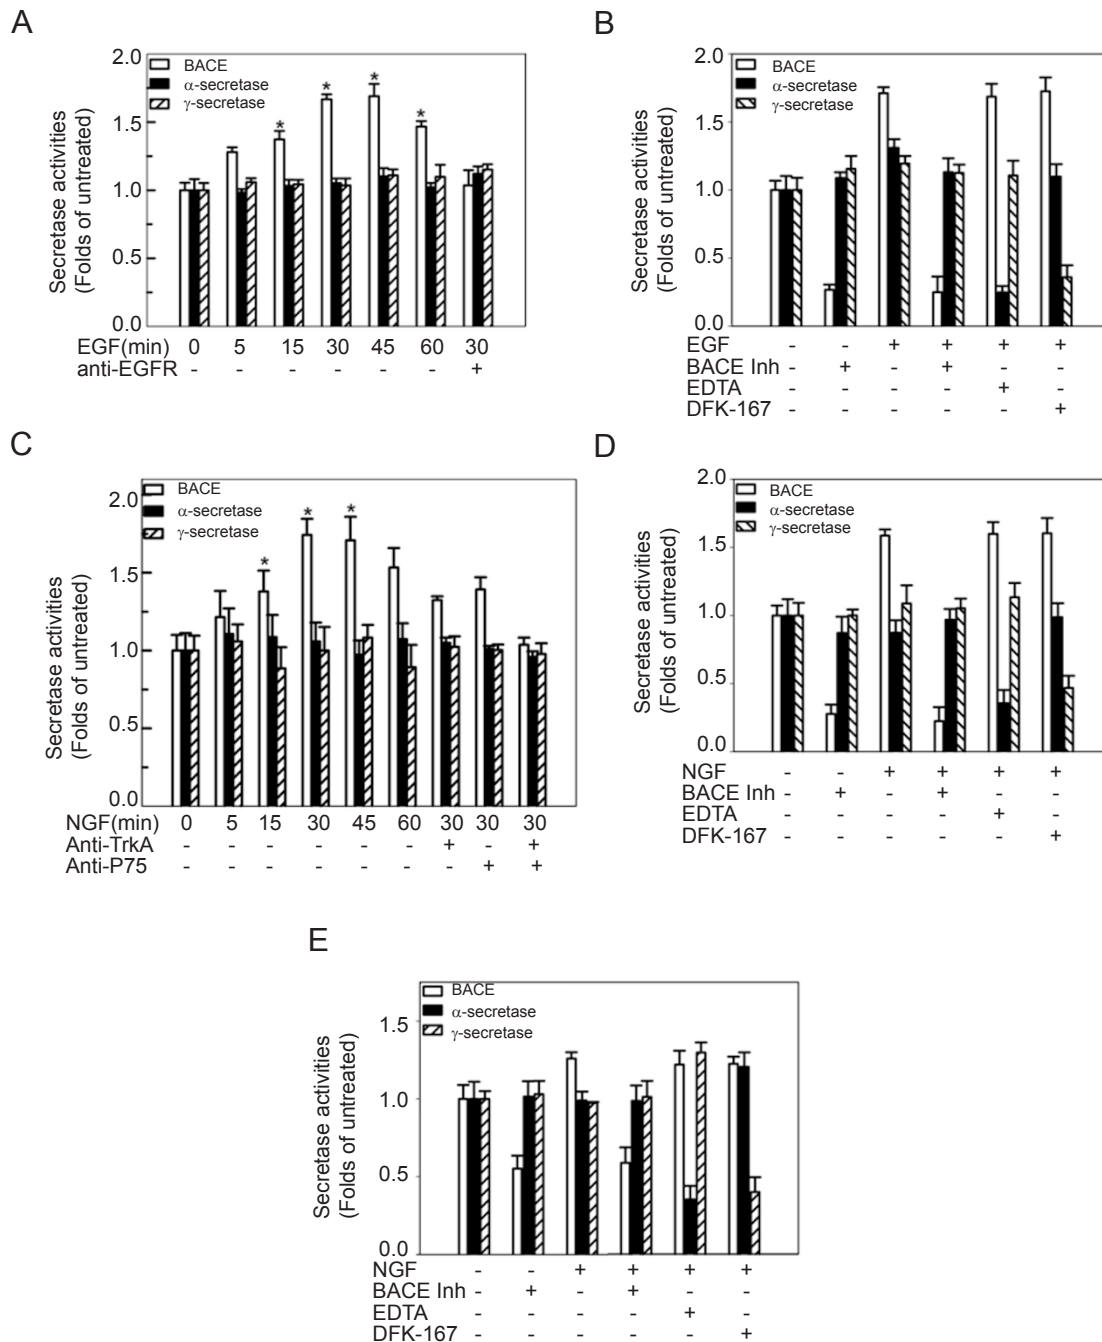 A
2.0
BACE
α-secretase
γ-secretase
1.5
1.0
0.5
0.0
Secretase activities
(Folds of untreated)
* * * *
EGF(min) 0 5 15 30 45 60 30
anti-EGFR - - - - - - +
B
2.0
BACE
α-secretase
γ-secretase
1.5
1.0
0.5
0.0
Secretase activities
(Folds of untreated)
EGF - - + + + +
BACE Inh - + - + - -
EDTA - - - - + -
DFK-167 - - - - - +
C
2.0
BACE
α-secretase
γ-secretase
1.5
1.0
0.5
0.0
Secretase activities
(Folds of untreated)
* * *
NGF(min) 0 5 15 30 45 60 30 30 30
Anti-TrkA - - - - - - + - +
Anti-P75 - - - - - - - + +
D
2.0
BACE
α-secretase
γ-secretase
1.5
1.0
0.5
0.0
Secretase activities
(Folds of untreated)
NGF - - + + + +
BACE Inh - + - + - -
EDTA - - - - + -
DFK-167 - - - - - +
E
BACE
α-secretase
γ-secretase
1.5
1.0
0.5
0.0
Secretase activities
(Folds of untreated)
NGF - - + + + +
BACE Inh - + - + - -
EDTA - - - - + -
DFK-167 - - - - - +